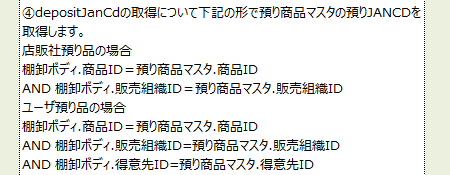 ④depositJanCdの取得について下記の形で預り商品マスタの預りJANCDを
取得します。
店販社預り品の場合
棚卸ボディ.商品ID＝預り商品マスタ.商品ID
AND 棚卸ボディ.販売組織ID＝預り商品マスタ.販売組織ID
ユーザ預り品の場合
棚卸ボディ.商品ID＝預り商品マスタ.商品ID
AND 棚卸ボディ.販売組織ID＝預り商品マスタ.販売組織ID
AND 棚卸ボディ.得意先ID=預り商品マスタ.得意先ID